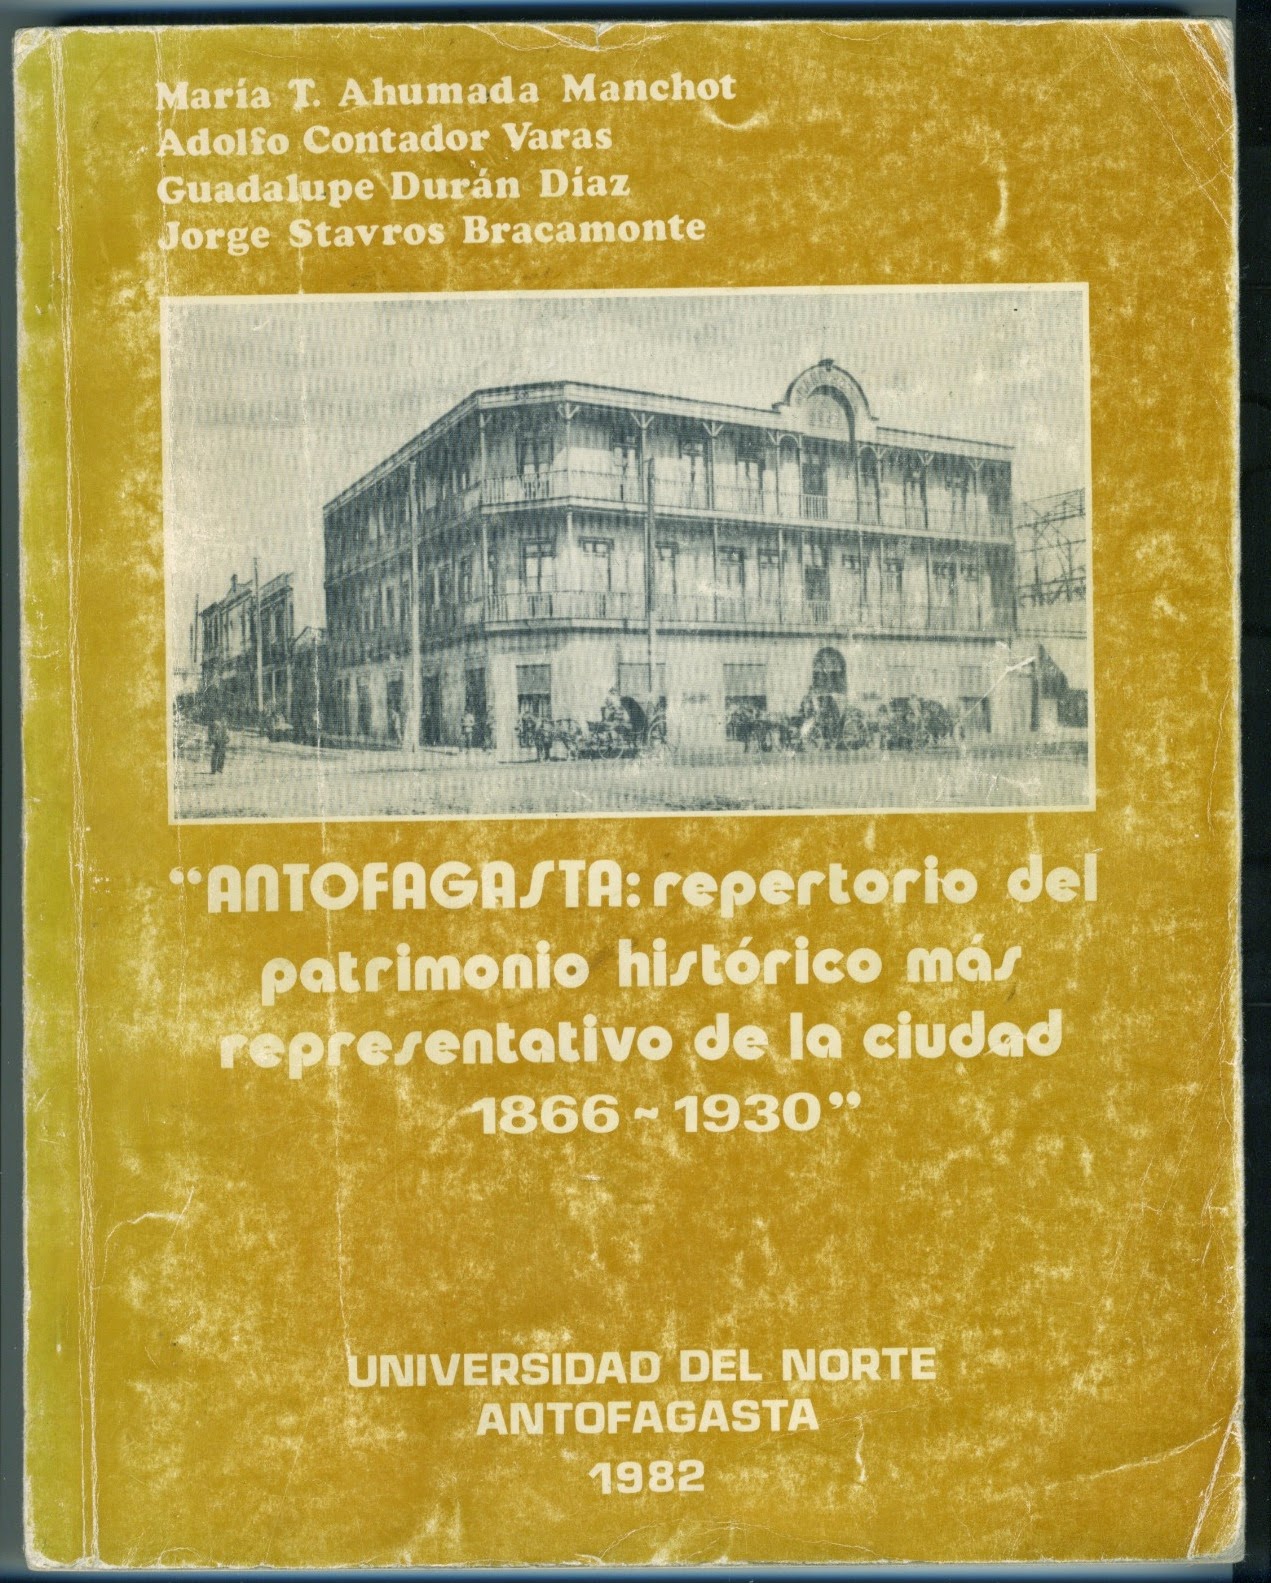 María T. Ahumada Manchot
Adolfo Contador Varas
Guadalupe Durán Díaz
Jorge Stavros Bracamonte
“ANTOFAGASTA: repertorio del
patrimonio histórico más
representativo de la ciudad
1866 ~ 1930”
UNIVERSIDAD DEL NORTE
ANTOFAGASTA
1982